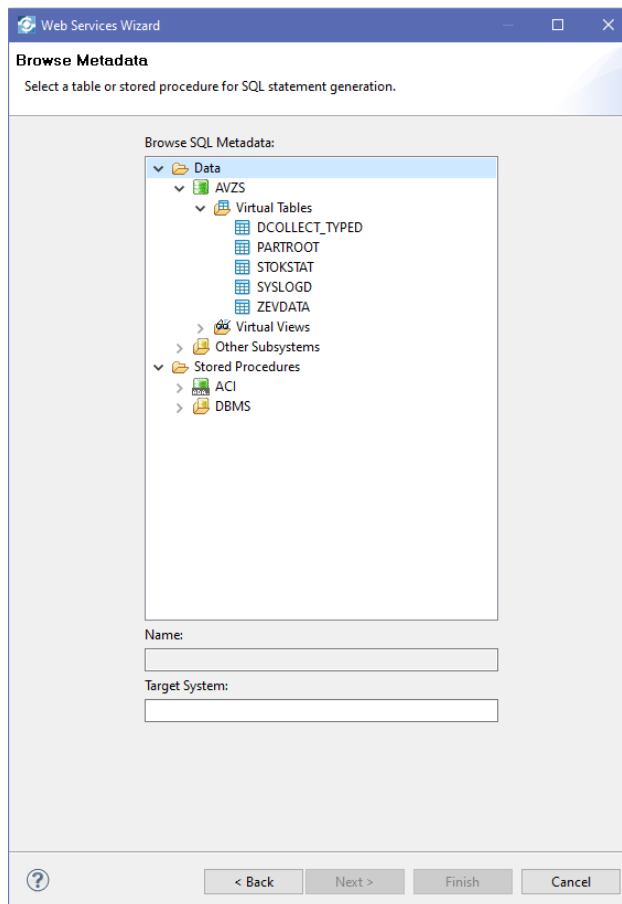 Web Services Wizard
Browse Metadata
Select a table or stored procedure for SQL statement generation.
Browse SQL Metadata:
Data
AVZS
Virtual Tables
DCOLLECT_TYPED
PARTROOT
STOKSTAT
SYSLOGD
ZEVDATA
Virtual Views
Other Subsystems
Stored Procedures
ACI
DBMS
Name:
Target System:
< Back Next > Finish Cancel